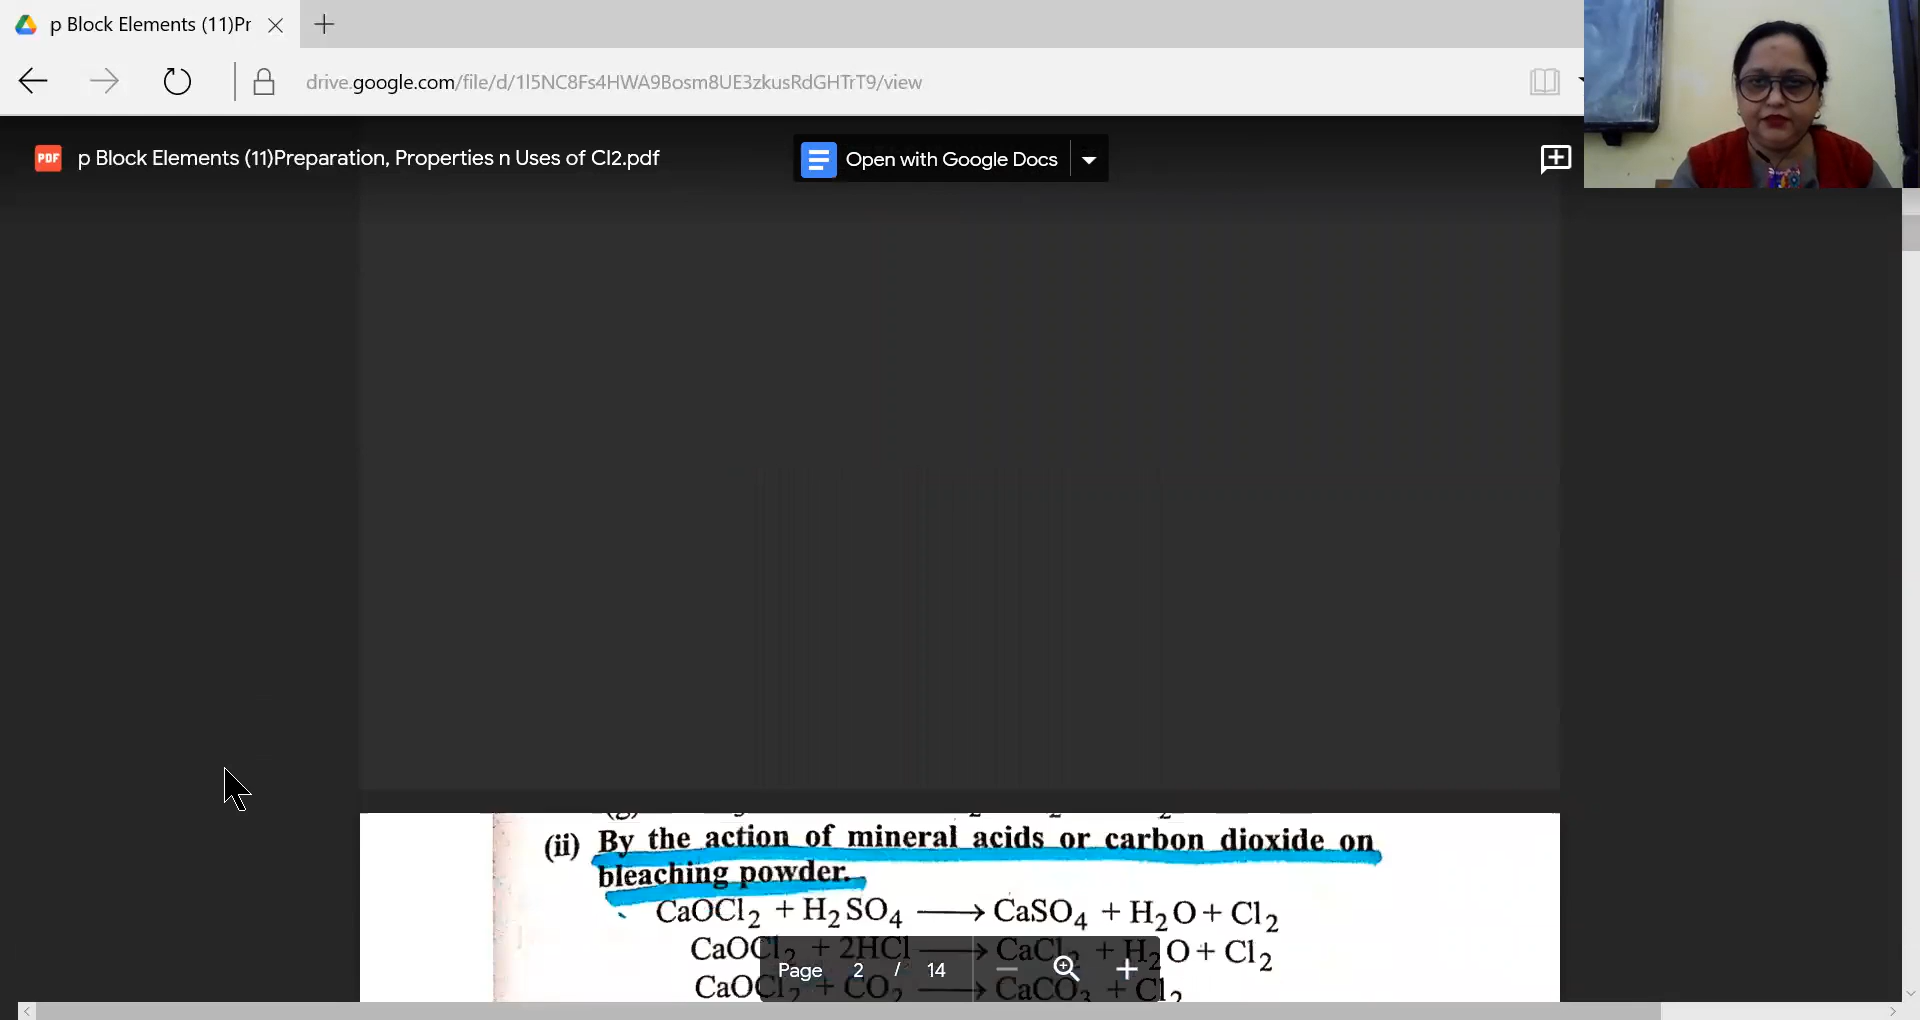 p Block Elements (11)Pr
drive.google.com/file/d/1I5NC8Fs4HWA9Bosm8UE3zkusRdGHTrT9/view
PDF
p Block Elements (11)Preparation, Properties n Uses of Cl2.pdf
Open with Google Docs
(ii) By the action of mineral acids or carbon dioxide on
bleaching powder.
CaOCl₂ + H₂SO₄ ⟶ CaSO₄ + H₂O + Cl₂
CaOCl₂ + 2HCl ⟶ CaCl₂ + H₂O + Cl₂
CaOCl₂ + CO₂ ⟶ CaCO₃ + Cl₂
Page 2 / 14